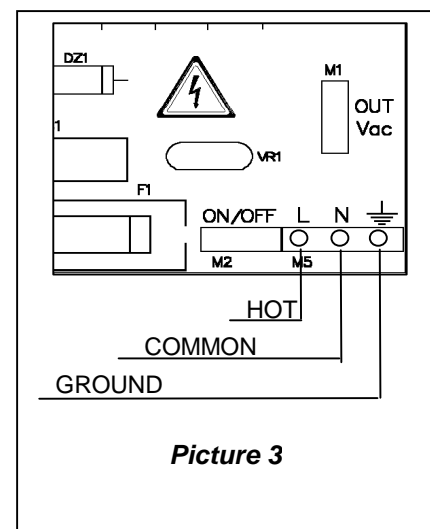 DZ1
M1
OUT
Vac
1
VR1
F1
ON/OFF L N
M2 M5
HOT
COMMON
GROUND
Picture 3